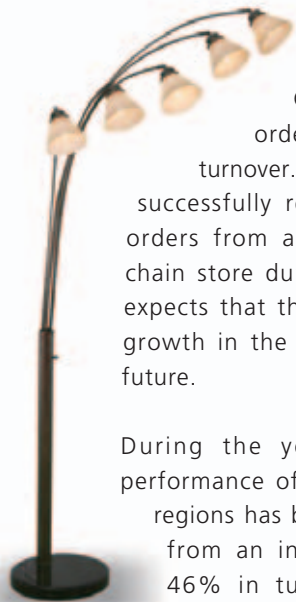 orde
turnover.
successfully re
orders from a
chain store du
expects that th
growth in the
future.
During the ye
performance of
regions has b
from an in
46% in tu